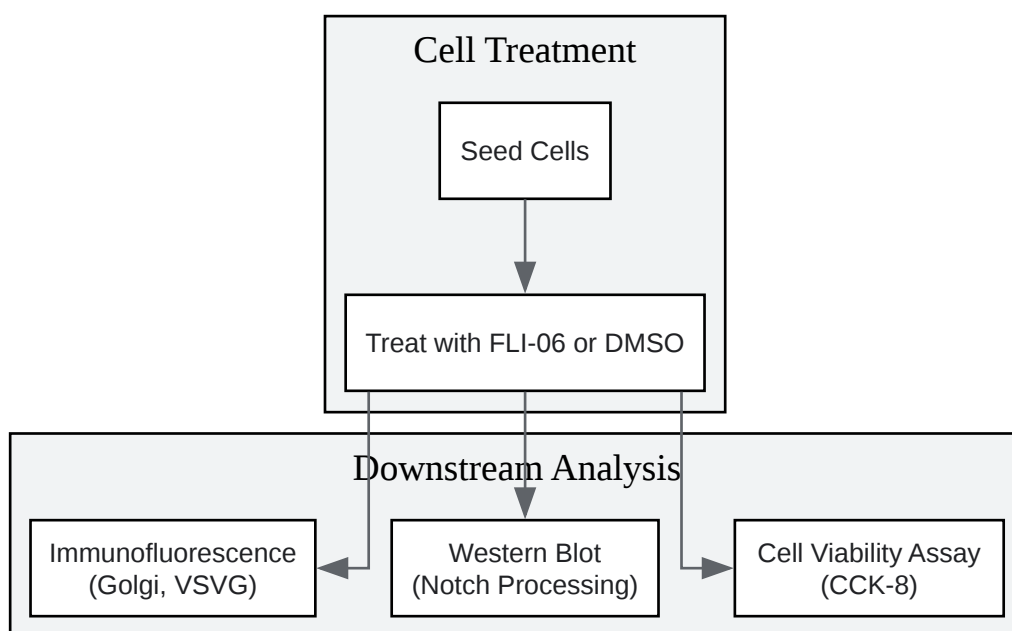 Cell Treatment
Seed Cells
Treat with FLI-06 or DMSO
Downstream Analysis
Immunofluorescence
(Golgi, VSVG)
Western Blot
(Notch Processing)
Cell Viability Assay
(CCK-8)